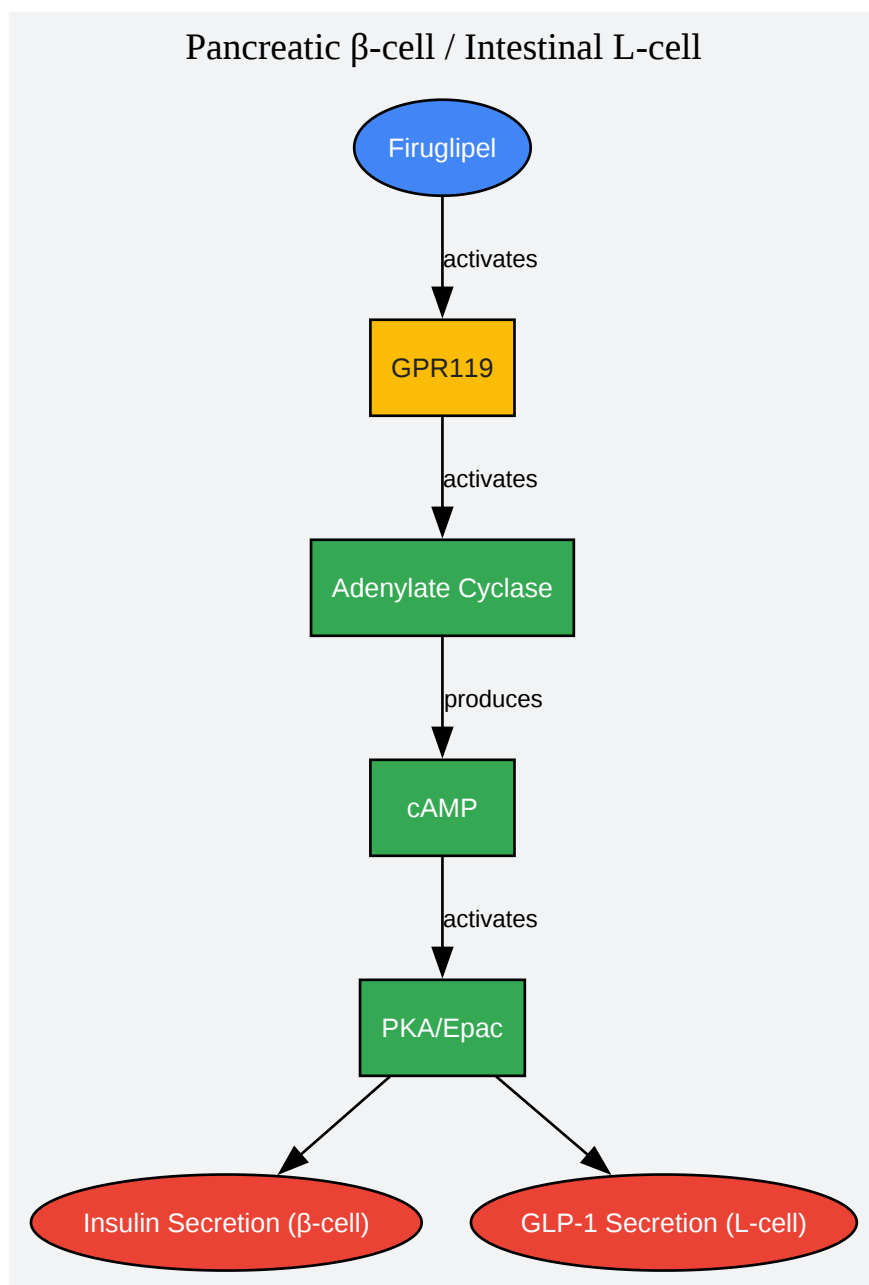 Pancreatic β-cell / Intestinal L-cell
Firuglipel
activates
GPR119
activates
Adenylate Cyclase
produces
cAMP
activates
PKA/Epac
Insulin Secretion (β-cell)
GLP-1 Secretion (L-cell)